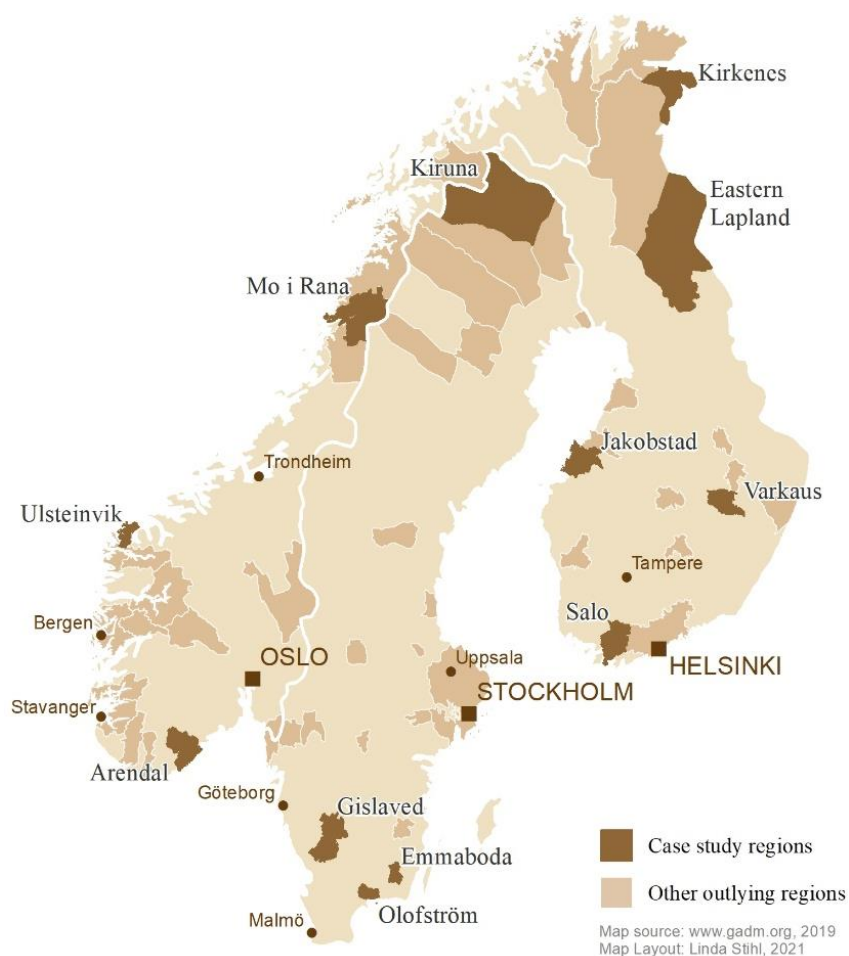 Kirkenes
Kiruna
Eastern
Lapland
Mo i Rana
Jakobstad
Trondheim
Varkaus
Ulsteinvik
Tampere
Salo
Bergen
OSLO
Uppsala
HELSINKI
STOCKHOLM
Stavanger
Arendal
Göteborg
Gislaved
Case study regions
Emmaboda
Other outlying regions
Olofström
Malmö
Map source: www.gadm.org, 2019
Map Layout: Linda Stihl, 2021